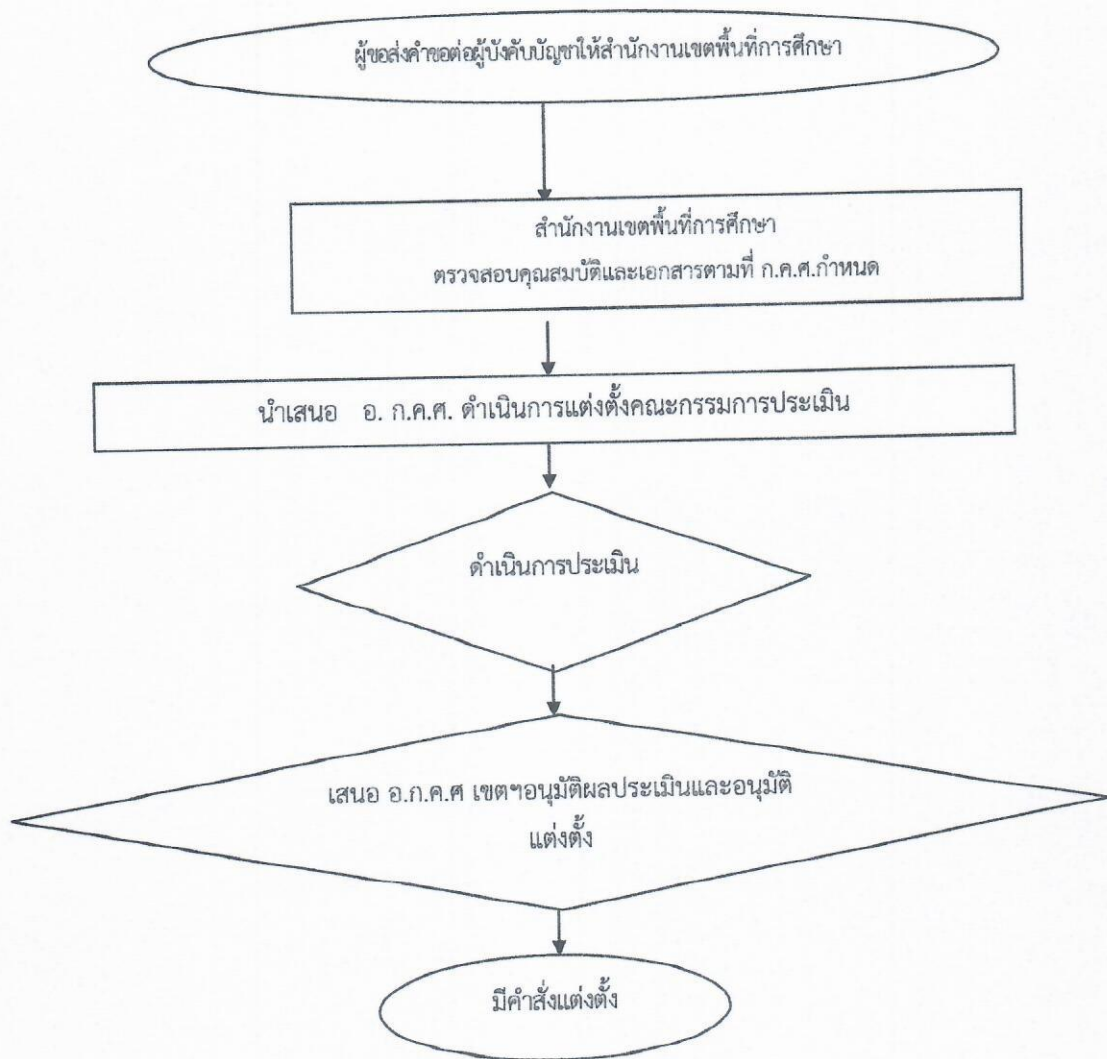 ผู้ขอส่งคำขอต่อผู้บังคับบัญชาให้สำนักงานเขตพื้นที่การศึกษา
สำนักงานเขตพื้นที่การศึกษา
ตรวจสอบคุณสมบัติและเอกสารตามที่ ก.ค.ศ.กำหนด
นำเสนอ อ. ก.ค.ศ. ดำเนินการแต่งตั้งคณะกรรมการประเมิน
ดำเนินการประเมิน
เสนอ อ.ก.ค.ศ เขตฯอนุมัติผลประเมินและอนุมัติ
แต่งตั้ง
มีคำสั่งแต่งตั้ง